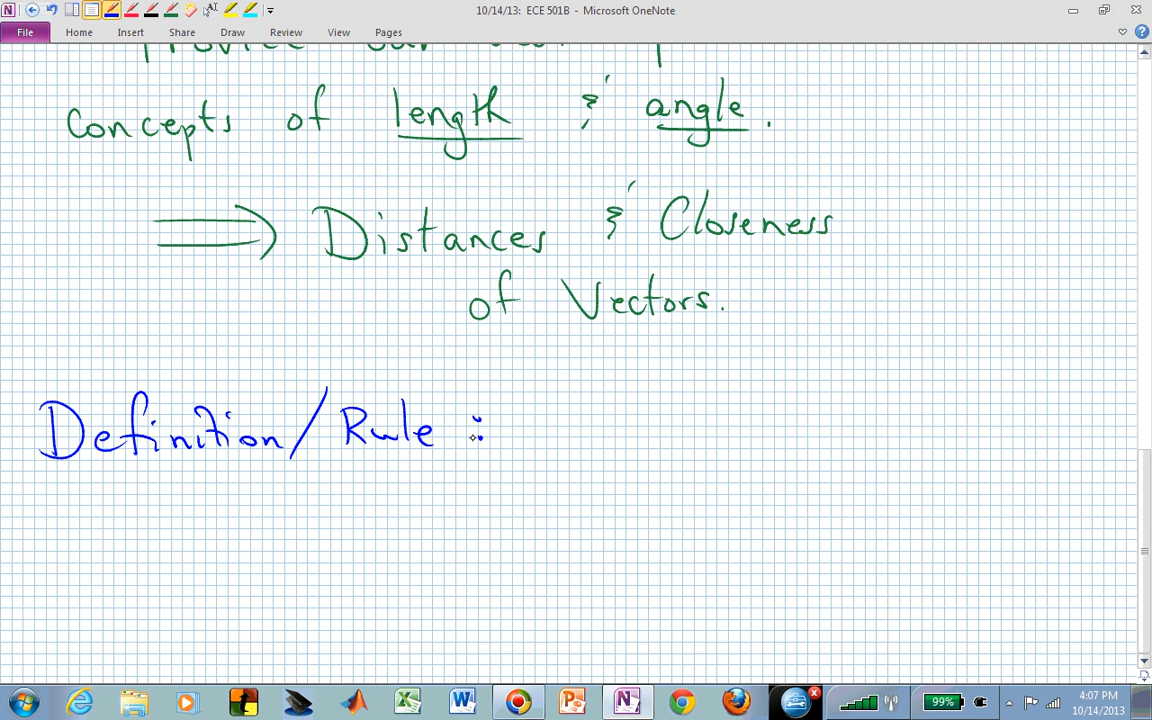 10/14/13: ECE 501B - Microsoft OneNote
File Home Insert Share Draw Review View Pages
concepts of length & angle.
⟹ Distances & Closeness
of Vectors.
Definition/Rule :
99%
4:07 PM
10/14/2013